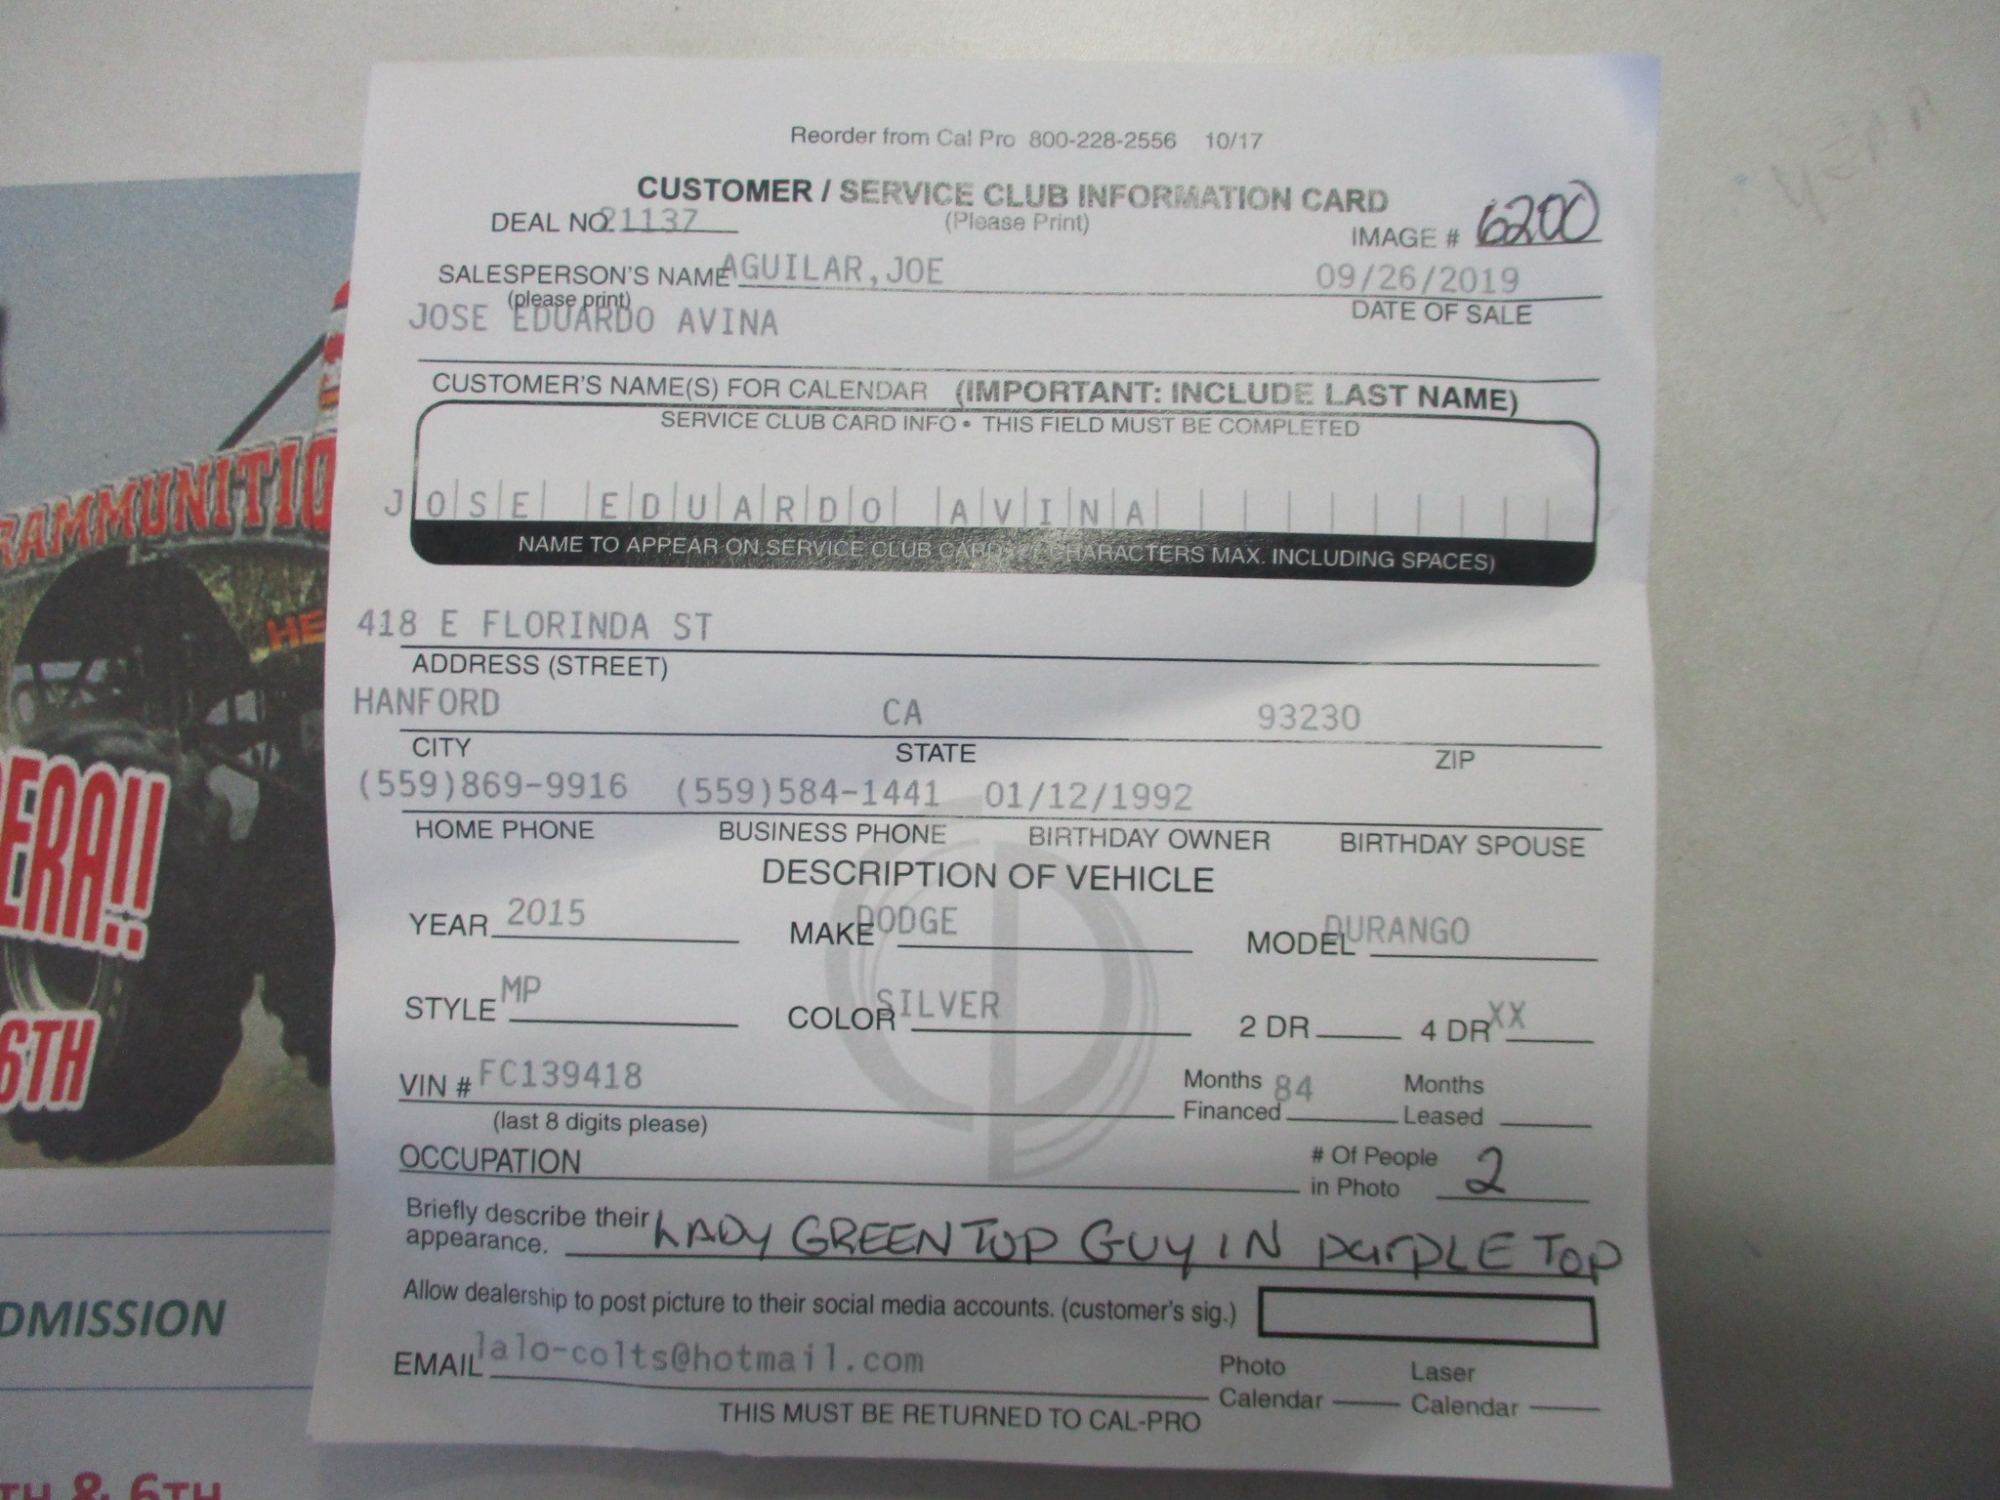 Reorder from Cal Pro 800-228-2556 10/17
CUSTOMER / SERVICE CLUB INFORMATION CARD
DEAL NO. 21137 (Please Print) IMAGE # 6200
SALESPERSON'S NAME AGUILAR,JOE 09/26/2019
(please print) DATE OF SALE
JOSE EDUARDO AVINA
CUSTOMER'S NAME(S) FOR CALENDAR (IMPORTANT: INCLUDE LAST NAME)
SERVICE CLUB CARD INFO • THIS FIELD MUST BE COMPLETED
JOSE EDUARDO AVINA
NAME TO APPEAR ON SERVICE CLUB CARD CHARACTERS MAX. INCLUDING SPACES)
418 E FLORINDA ST
ADDRESS (STREET)
HANFORD CA 93230
CITY STATE ZIP
(559)869-9916 (559)584-1441 01/12/1992
HOME PHONE BUSINESS PHONE BIRTHDAY OWNER BIRTHDAY SPOUSE
DESCRIPTION OF VEHICLE
YEAR 2015 MAKE DODGE MODEL DURANGO
STYLE MP COLOR SILVER 2 DR 4 DR XX
VIN # FC139418 Months Financed 84 Months Leased
(last 8 digits please)
OCCUPATION # Of People in Photo 2
Briefly describe their appearance. LADY GREEN TOP GUY IN PURPLE TOP
Allow dealership to post picture to their social media accounts. (customer's sig.)
EMAIL lalo-colts@hotmail.com Photo Calendar Laser Calendar
THIS MUST BE RETURNED TO CAL-PRO
RAMMUNITIO
HE
ERA!!
6TH
DMISSION
TH & 6TH